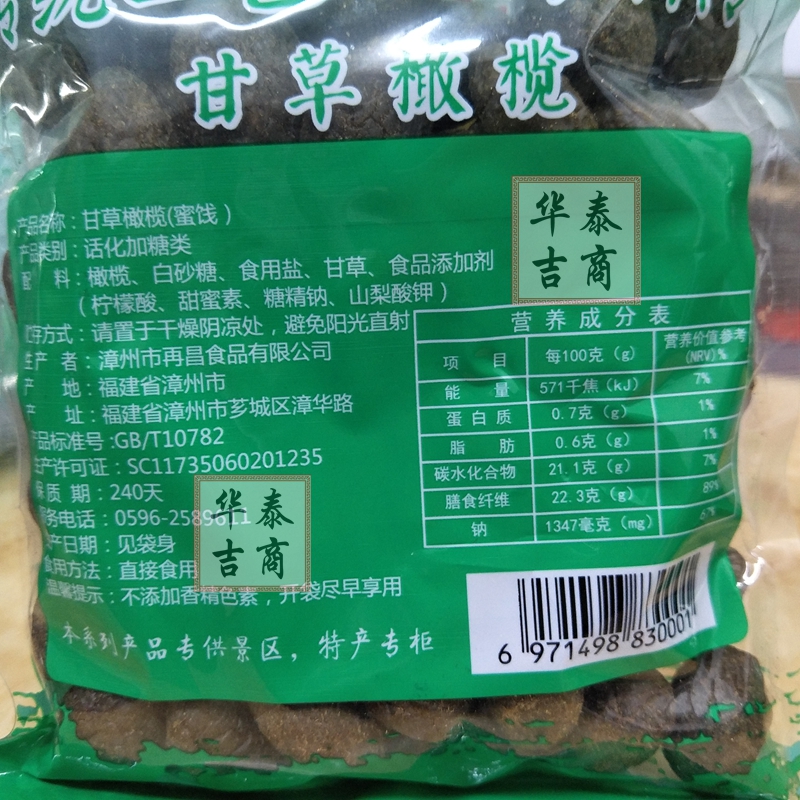 甘草橄榄
华泰
吉商
产品名称：甘草橄榄(蜜饯)
产品类别：话化加糖类
配 料：橄榄、白砂糖、食用盐、甘草、食品添加剂
（柠檬酸、甜蜜素、糖精钠、山梨酸钾）
贮存方式：请置于干燥阴凉处，避免阳光直射
生 产 者：漳州市再昌食品有限公司
产 地：福建省漳州市
产 址：福建省漳州市芗城区漳华路
产品标准号:GB/T10782
生产许可证：SC11735060201235
保 质 期：240天
服务电话：0596-2589611
生产日期：见袋身
食用方法：直接食用
温馨提示：不添加香精色素，开袋尽早享用
本系列产品专供景区，特产专柜
营养成分表
项 目 每100克（g） 营养价值参考(NRV)%
能 量 571千焦（kJ） 7%
蛋白质 0.7克（g） 1%
脂 肪 0.6克（g） 1%
碳水化合物 21.1克（g） 7%
膳食纤维 22.3克（g） 89%
钠 1347毫克（mg） 67%
华泰
吉商
6 971498 830001